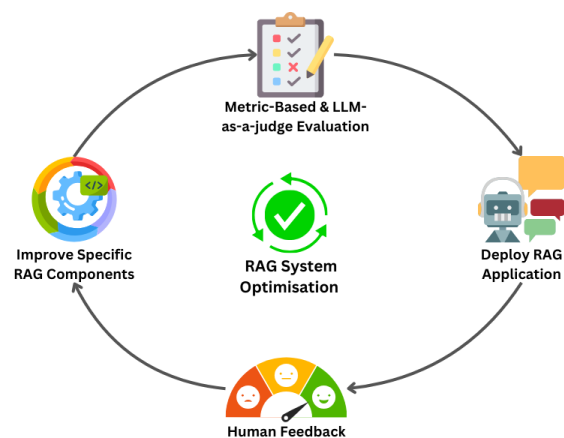 Metric-Based & LLM-
as-a-judge Evaluation
</>
Improve Specific
RAG Components
RAG System
Optimisation
Deploy RAG
Application
Human Feedback